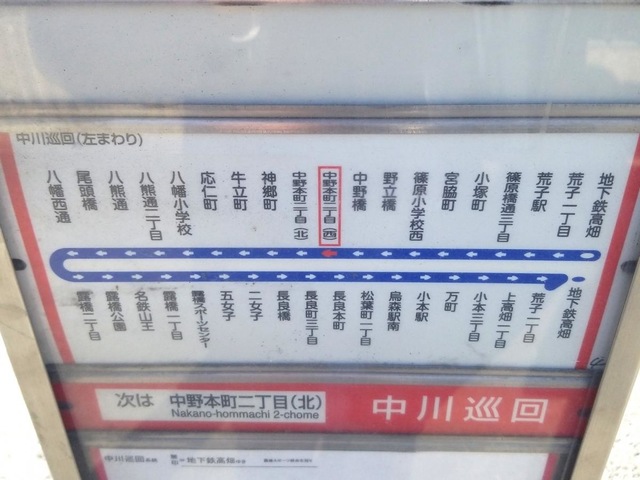 中川巡回(左まわり)
地下鉄高畑
荒子一丁目
荒子駅
篠原橋通三丁目
小塚町
宮脇町
篠原小学校西
野立橋
中野橋
中野本町二丁目(西)
中野本町二丁目(北)
神郷町
牛立町
応仁町
八幡小学校
八熊通二丁目
八熊通
尾頭橋
八幡西通
露橋二丁目
露橋公園
名鉄山王
露橋一丁目
露橋スポーツセンター
五女子
二女子
長良橋
長良町三丁目
長良本町
松葉町二丁目
烏森駅南
小本駅
万町
小本三丁目
上高畑二丁目
荒子二丁目
地下鉄高畑
次は 中野本町二丁目(北)
Nakano-hommachi 2-chome
中川巡回
中川巡回
地下鉄高畑